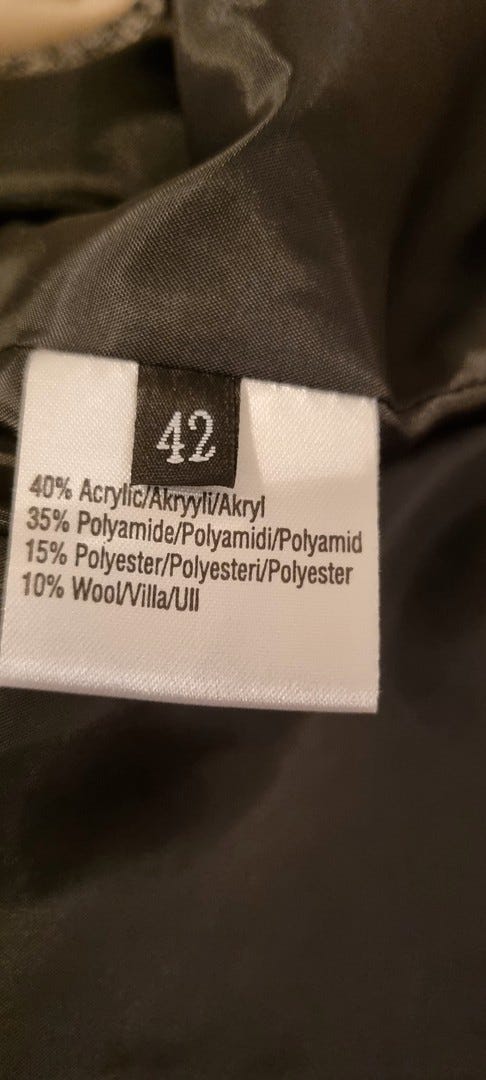 42
40% Acrylic/Akryyli/Akryl
35% Polyamide/Polyamidi/Polyamid
15% Polyester/Polyesteri/Polyester
10% Wool/Villa/Ull